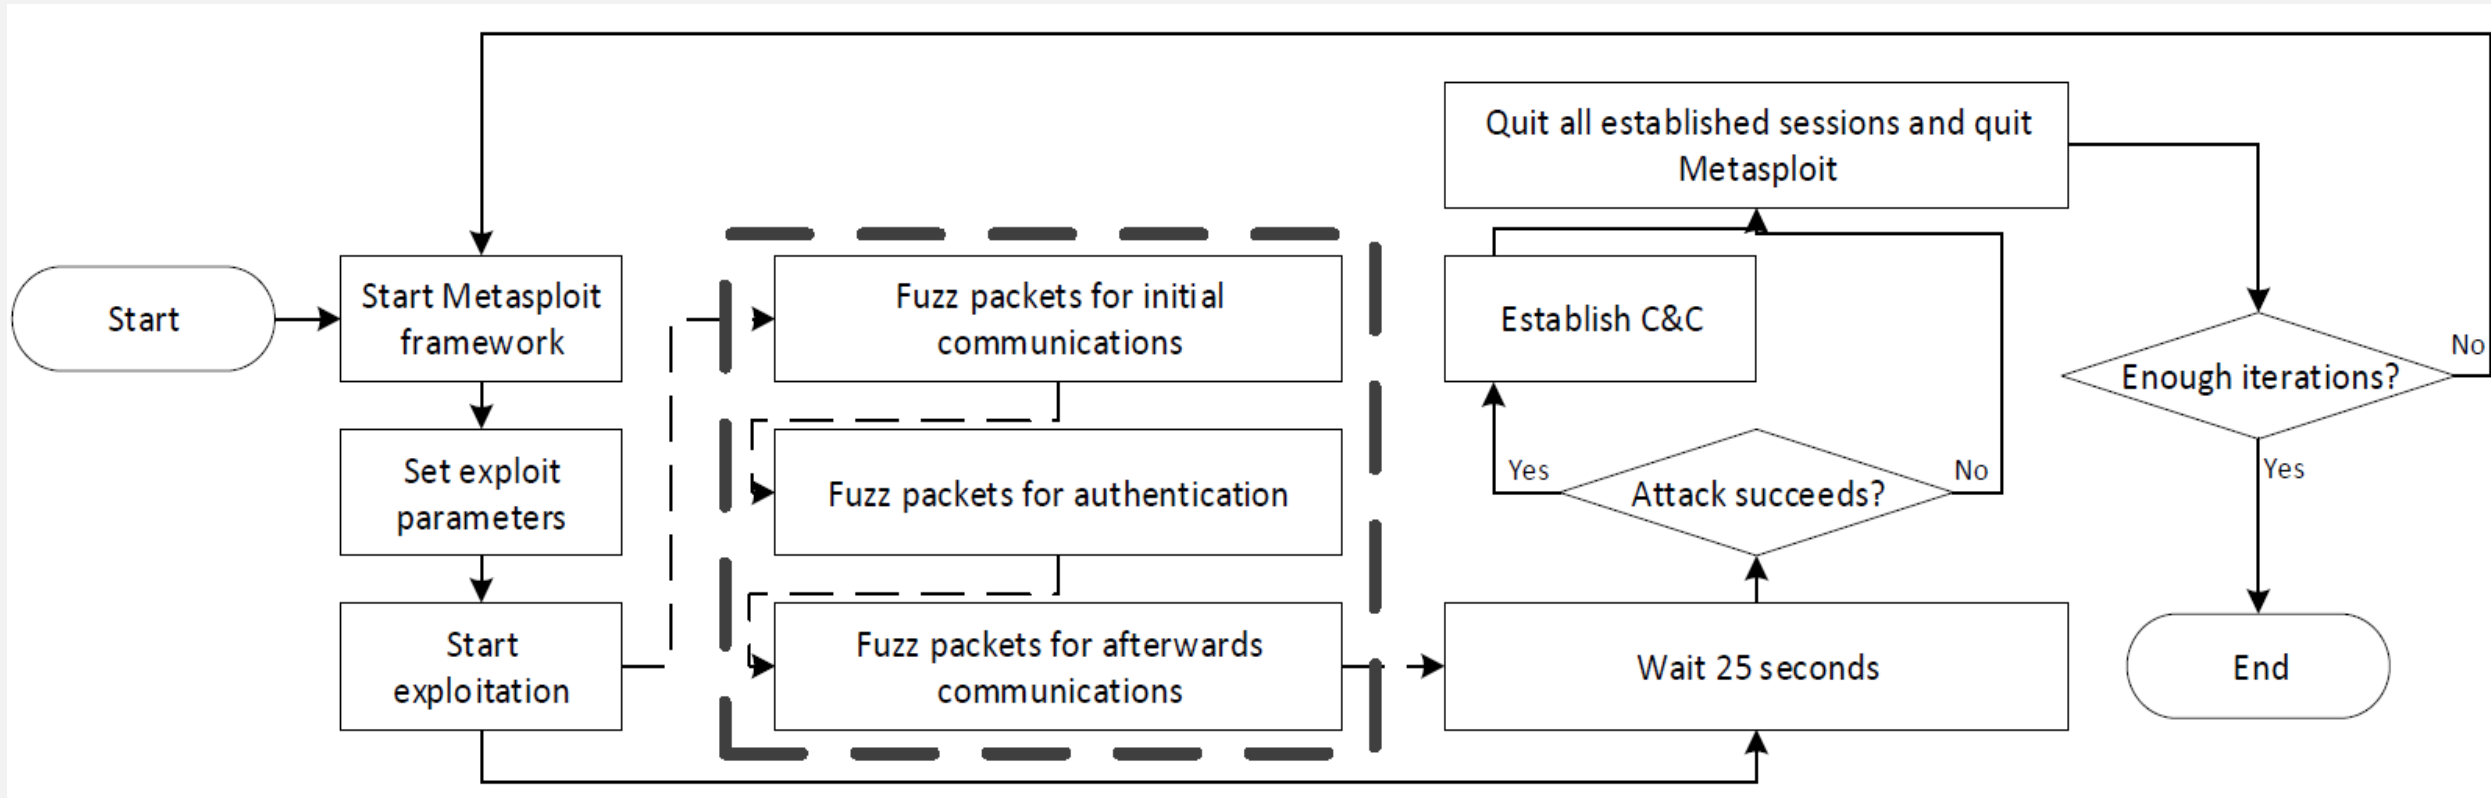 Start
Start Metasploit
framework
Set exploit
parameters
Start
exploitation
Fuzz packets for initial
communications
Fuzz packets for authentication
Fuzz packets for afterwards
communications
Wait 25 seconds
Attack succeeds?
Yes
No
Establish C&C
Quit all established sessions and quit
Metasploit
Enough iterations?
No
Yes
End